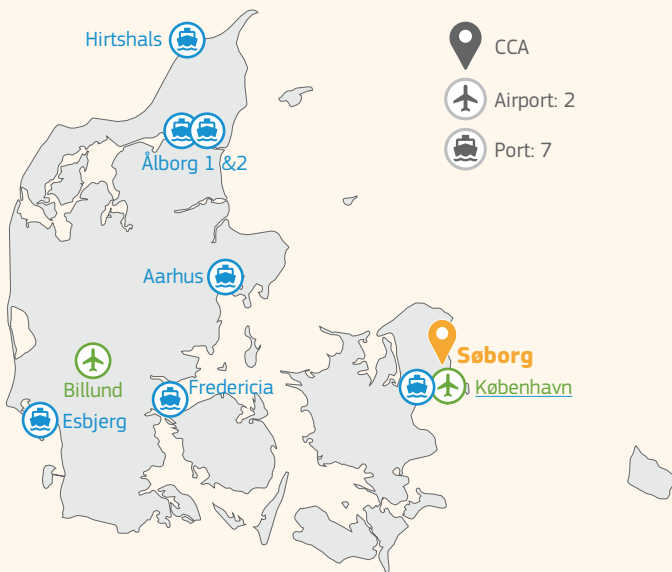 Hirtshals
CCA
Airport: 2
Port: 7
Ålborg 1 &2
Aarhus
Søborg
Billund
Fredericia
København
Esbjerg